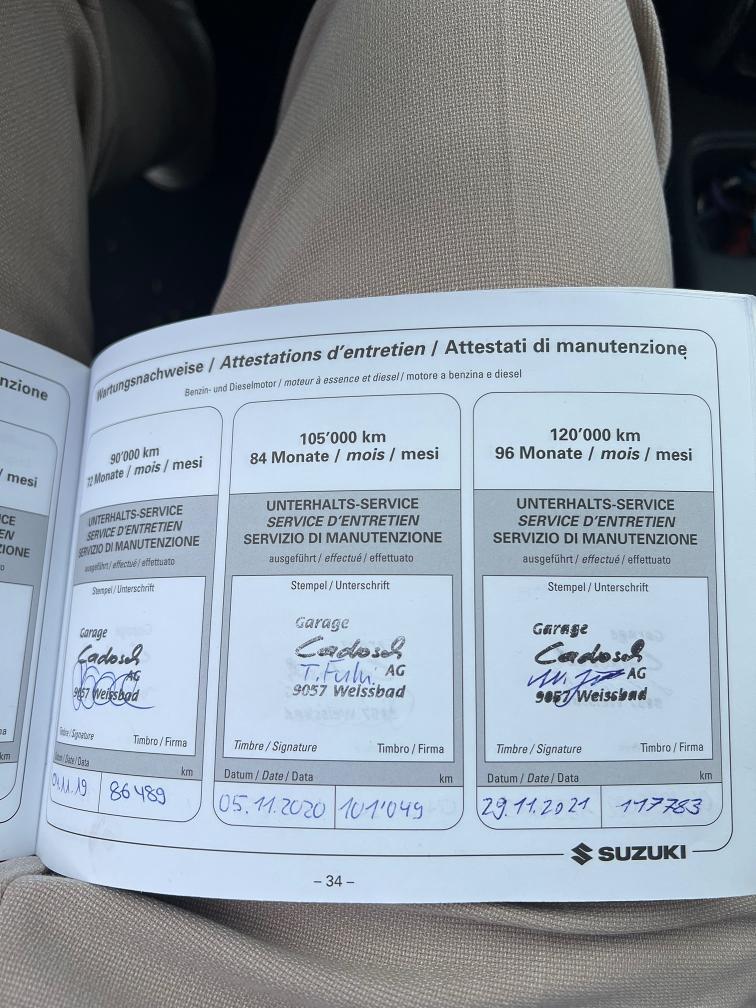 nzione
/ mesi
Wartungsnachweise / Attestations d'entretien / Attestati di manutenzione
Benzin- und Dieselmotor / moteur à essence et diesel / motore a benzina e diesel
90'000 km
72 Monate / mois / mesi
UNTERHALTS-SERVICE
SERVICE D'ENTRETIEN
SERVIZIO DI MANUTENZIONE
ausgeführt / effectué / effettuato
Stempel / Unterschrift
Garage
Cadosch
AG
9057 Weissbad
Timbre / Signature Timbro / Firma
Datum / Date / Data km
04.11.19 86489
105'000 km
84 Monate / mois / mesi
UNTERHALTS-SERVICE
SERVICE D'ENTRETIEN
SERVIZIO DI MANUTENZIONE
ausgeführt / effectué / effettuato
Stempel / Unterschrift
Garage
Cadosch
AG
9057 Weissbad
Timbre / Signature Timbro / Firma
Datum / Date / Data km
05.11.2020 101'049
120'000 km
96 Monate / mois / mesi
UNTERHALTS-SERVICE
SERVICE D'ENTRETIEN
SERVIZIO DI MANUTENZIONE
ausgeführt / effectué / effettuato
Stempel / Unterschrift
Garage
Cadosch
AG
9057 Weissbad
Timbre / Signature Timbro / Firma
Datum / Date / Data km
29.11.2021 117783
SUZUKI
– 34 –